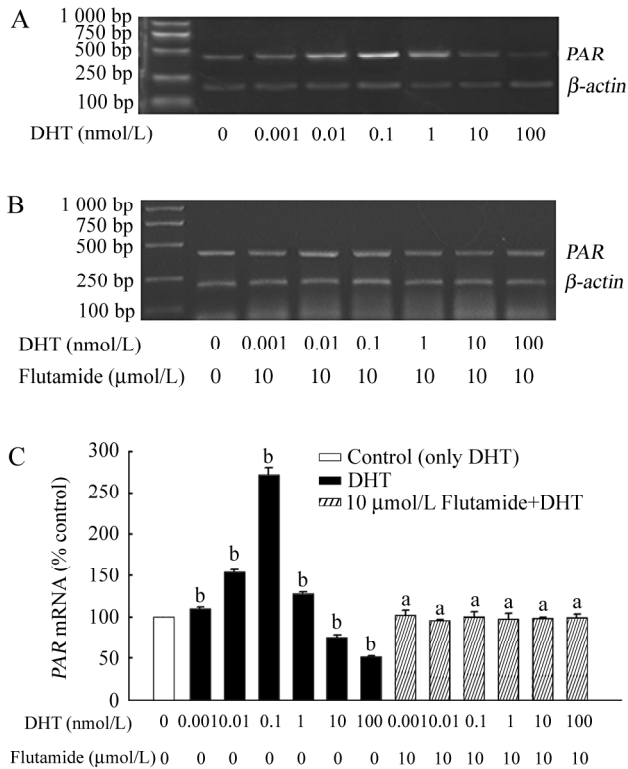 A
1 000 bp
750 bp
500 bp
250 bp
100 bp
PAR
β-actin
DHT (nmol/L) 0 0.001 0.01 0.1 1 10 100
B
1 000 bp
750 bp
500 bp
250 bp
100 bp
PAR
β-actin
DHT (nmol/L) 0 0.001 0.01 0.1 1 10 100
Flutamide (μmol/L) 0 10 10 10 10 10 10
C
PAR mRNA (% control)
300
250
200
150
100
50
0
Control (only DHT)
DHT
10 μmol/L Flutamide+DHT
b b b b b b a a a a a a
DHT (nmol/L) 0 0.001 0.01 0.1 1 10 100 0.001 0.01 0.1 1 10 100
Flutamide (μmol/L) 0 0 0 0 0 0 0 10 10 10 10 10 10